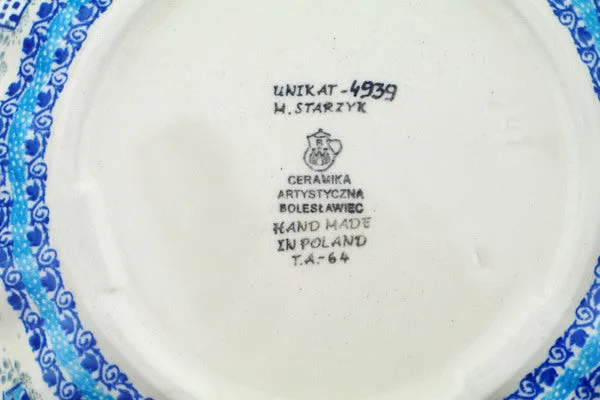 UNIKAT-4939
M. STARZYK
B
CERAMIKA
ARTYSTYCZNA
BOLESŁAWIEC
HAND MADE
IN POLAND
T.A.-64